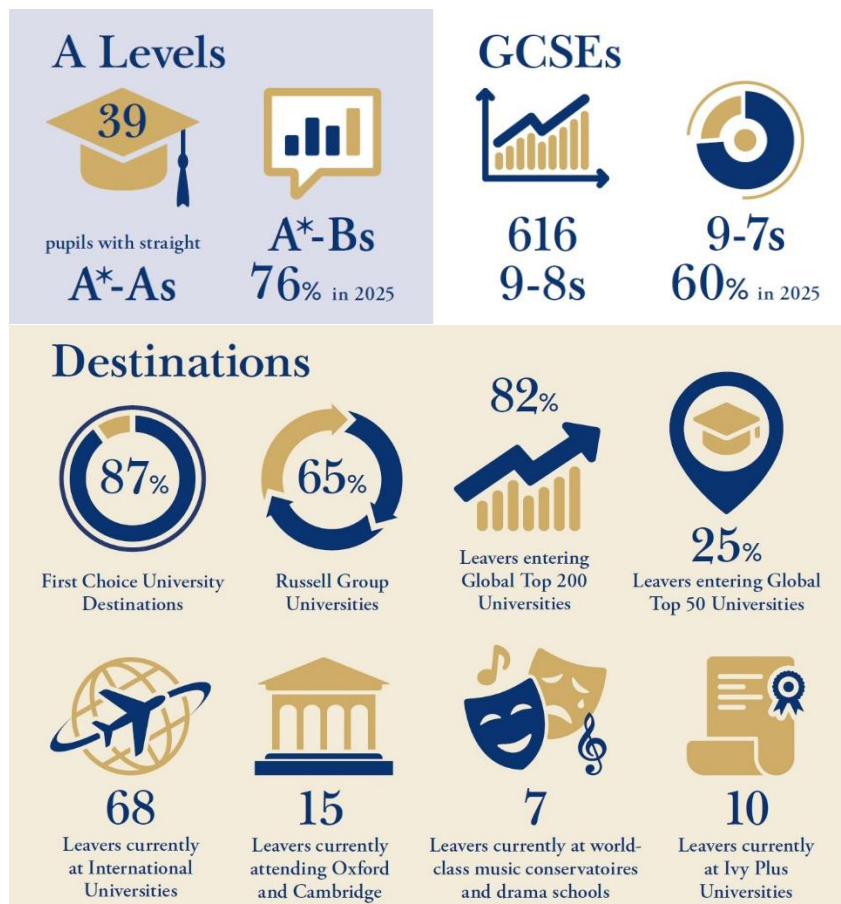 A Levels
39
pupils with straight
A*-As
A*-Bs
76% in 2025
GCSEs
616
9-8s
9-7s
60% in 2025
Destinations
87%
First Choice University
Destinations
65%
Russell Group
Universities
82%
Leavers entering
Global Top 200
Universities
25%
Leavers entering Global
Top 50 Universities
68
Leavers currently
at International
Universities
15
Leavers currently
attending Oxford
and Cambridge
7
Leavers currently at world-
class music conservatoires
and drama schools
10
Leavers currently
at Ivy Plus
Universities